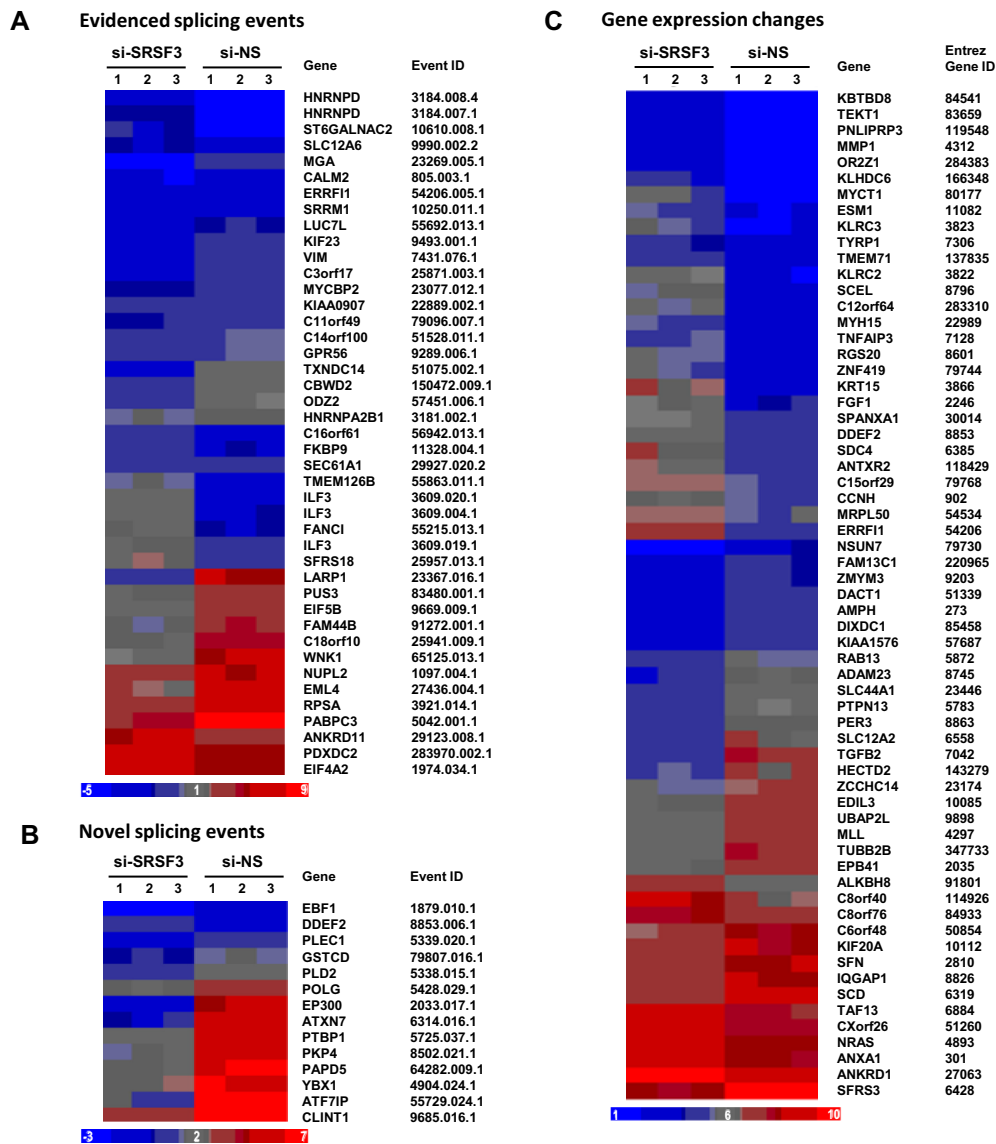 A Evidenced splicing events
si-SRSF3 si-NS
Gene Event ID
1 2 3 1 2 3
HNRNPD 3184.008.4
HNRNPD 3184.007.1
ST6GALNAC2 10610.008.1
SLC12A6 9990.002.2
MGA 23269.005.1
CALM2 805.003.1
ERRFI1 54206.005.1
SRRM1 10250.011.1
LUC7L 55692.013.1
KIF23 9493.001.1
VIM 7431.076.1
C3orf17 25871.003.1
MYCBP2 23077.012.1
KIAA0907 22889.002.1
C11orf49 79096.007.1
C14orf100 51528.011.1
GPR56 9289.006.1
TXNDC14 51075.002.1
CBWD2 150472.009.1
ODZ2 57451.006.1
HNRNPA2B1 3181.002.1
C16orf61 56942.013.1
FKBP9 11328.004.1
SEC61A1 29927.020.2
TMEM126B 55863.011.1
ILF3 3609.020.1
ILF3 3609.004.1
FANCI 55215.013.1
ILF3 3609.019.1
SFRS18 25957.013.1
LARP1 23367.016.1
PUS3 83480.001.1
EIF5B 9669.009.1
FAM44B 91272.001.1
C18orf10 25941.009.1
WNK1 65125.013.1
NUPL2 1097.004.1
EML4 27436.004.1
RPSA 3921.014.1
PABPC3 5042.001.1
ANKRD11 29123.008.1
PDXDC2 283970.002.1
EIF4A2 1974.034.1
-5 1 9
B Novel splicing events
si-SRSF3 si-NS
Gene Event ID
1 2 3 1 2 3
EBF1 1879.010.1
DDEF2 8853.006.1
PLEC1 5339.020.1
GSTCD 79807.016.1
PLD2 5338.015.1
POLG 5428.029.1
EP300 2033.017.1
ATXN7 6314.016.1
PTBP1 5725.037.1
PKP4 8502.021.1
PAPD5 64282.009.1
YBX1 4904.024.1
ATF7IP 55729.024.1
CLINT1 9685.016.1
-3 2 7
C Gene expression changes
si-SRSF3 si-NS
Gene Entrez Gene ID
1 2 3 1 2 3
KBTBD8 84541
TEKT1 83659
PNLIPRP3 119548
MMP1 4312
OR2Z1 284383
KLHDC6 166348
MYCT1 80177
ESM1 11082
KLRC3 3823
TYRP1 7306
TMEM71 137835
KLRC2 3822
SCEL 8796
C12orf64 283310
MYH15 22989
TNFAIP3 7128
RGS20 8601
ZNF419 79744
KRT15 3866
FGF1 2246
SPANXA1 30014
DDEF2 8853
SDC4 6385
ANTXR2 118429
C15orf29 79768
CCNH 902
MRPL50 54534
ERRFI1 54206
NSUN7 79730
FAM13C1 220965
ZMYM3 9203
DACT1 51339
AMPH 273
DIXDC1 85458
KIAA1576 57687
RAB13 5872
ADAM23 8745
SLC44A1 23446
PTPN13 5783
PER3 8863
SLC12A2 6558
TGFB2 7042
HECTD2 143279
ZCCHC14 23174
EDIL3 10085
UBAP2L 9898
MLL 4297
TUBB2B 347733
EPB41 2035
ALKBH8 91801
C8orf40 114926
C8orf76 84933
C6orf48 50854
KIF20A 10112
SFN 2810
IQGAP1 8826
SCD 6319
TAF13 6884
CXorf26 51260
NRAS 4893
ANXA1 301
ANKRD1 27063
SFRS3 6428
1 6 10